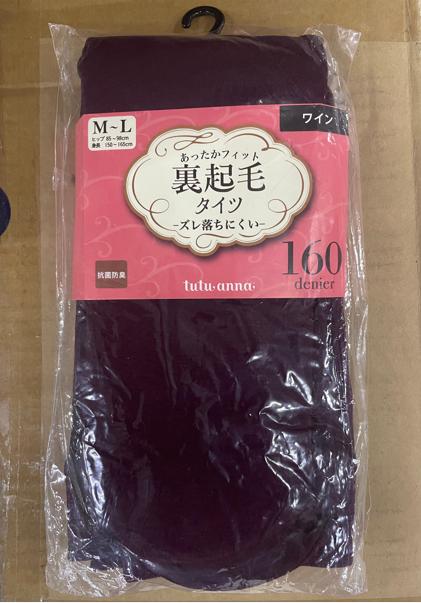 M~L
ヒップ 85~98cm
身長 150~165cm
ワイン
あったかフィット
裏起毛
タイツ
-ズレ落ちにくい-
抗菌防臭
160
denier
tutu·anna·